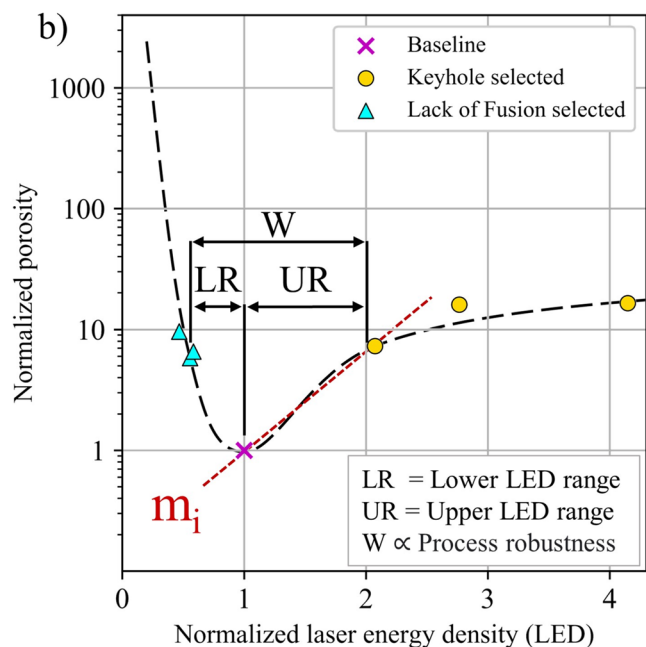 b)
Baseline
Keyhole selected
Lack of Fusion selected
1000
100
10
1
Normalized porosity
W
LR
UR
m_i
LR = Lower LED range
UR = Upper LED range
W ∝ Process robustness
0
1
2
3
4
Normalized laser energy density (LED)